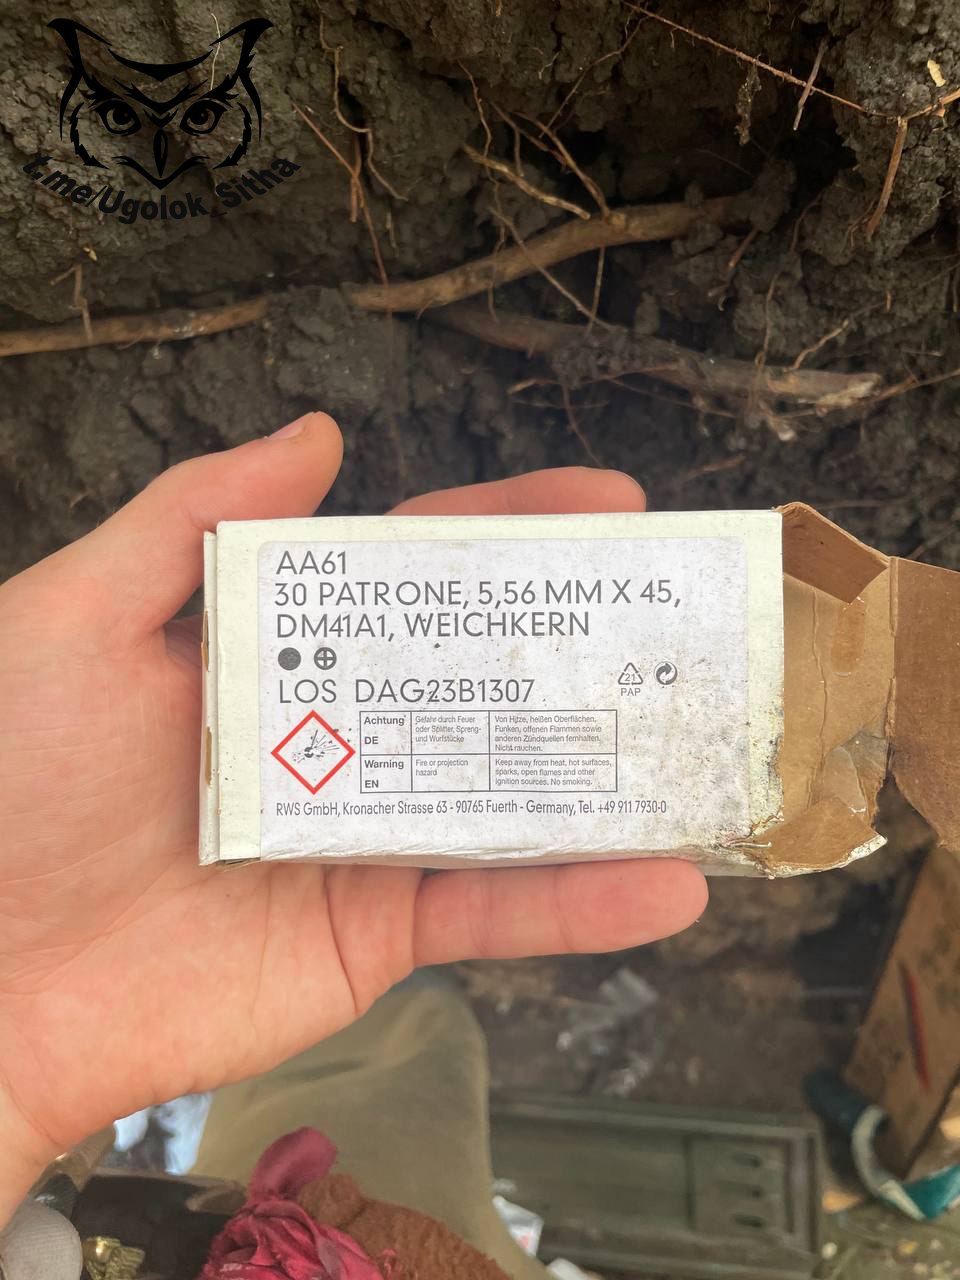 t.me/Ugolok_Sitha
AA61
30 PATRONE, 5,56 MM X 45,
DM41A1, WEICHKERN
LOS DAG23B1307
21
PAP
Achtung
DE
Gefahr durch Feuer
oder Splitter, Spreng-
und Wurfstücke
Von Hitze, heißen Oberflächen,
Funken, offenen Flammen sowie
anderen Zündquellen fernhalten.
Nicht rauchen.
Warning
EN
Fire or projection
hazard
Keep away from heat, hot surfaces,
sparks, open flames and other
ignition sources. No smoking.
RWS GmbH, Kronacher Strasse 63 - 90765 Fuerth - Germany, Tel. +49 911 7930-0